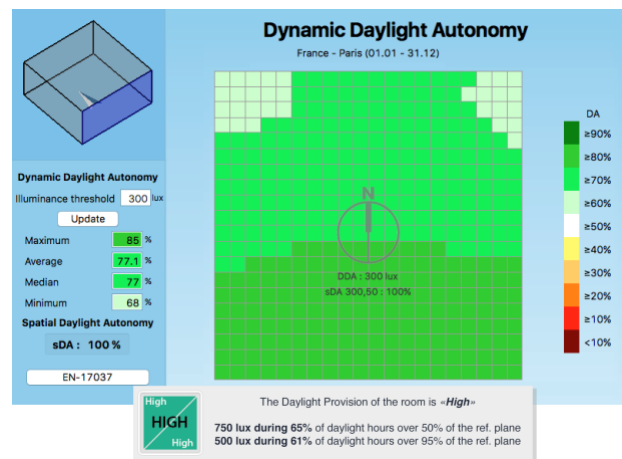 Dynamic Daylight Autonomy
France - Paris (01.01 - 31.12)
Dynamic Daylight Autonomy
Illuminance threshold 300 lux
Update
Maximum 85 %
Average 77.1 %
Median 77 %
Minimum 68 %
Spatial Daylight Autonomy
sDA : 100 %
EN-17037
N
DDA : 300 lux
sDA 300,50 : 100%
DA
≥90%
≥80%
≥70%
≥60%
≥50%
≥40%
≥30%
≥20%
≥10%
<10%
High
HIGH
High
The Daylight Provision of the room is «High»
750 lux during 65% of daylight hours over 50% of the ref. plane
500 lux during 61% of daylight hours over 95% of the ref. plane